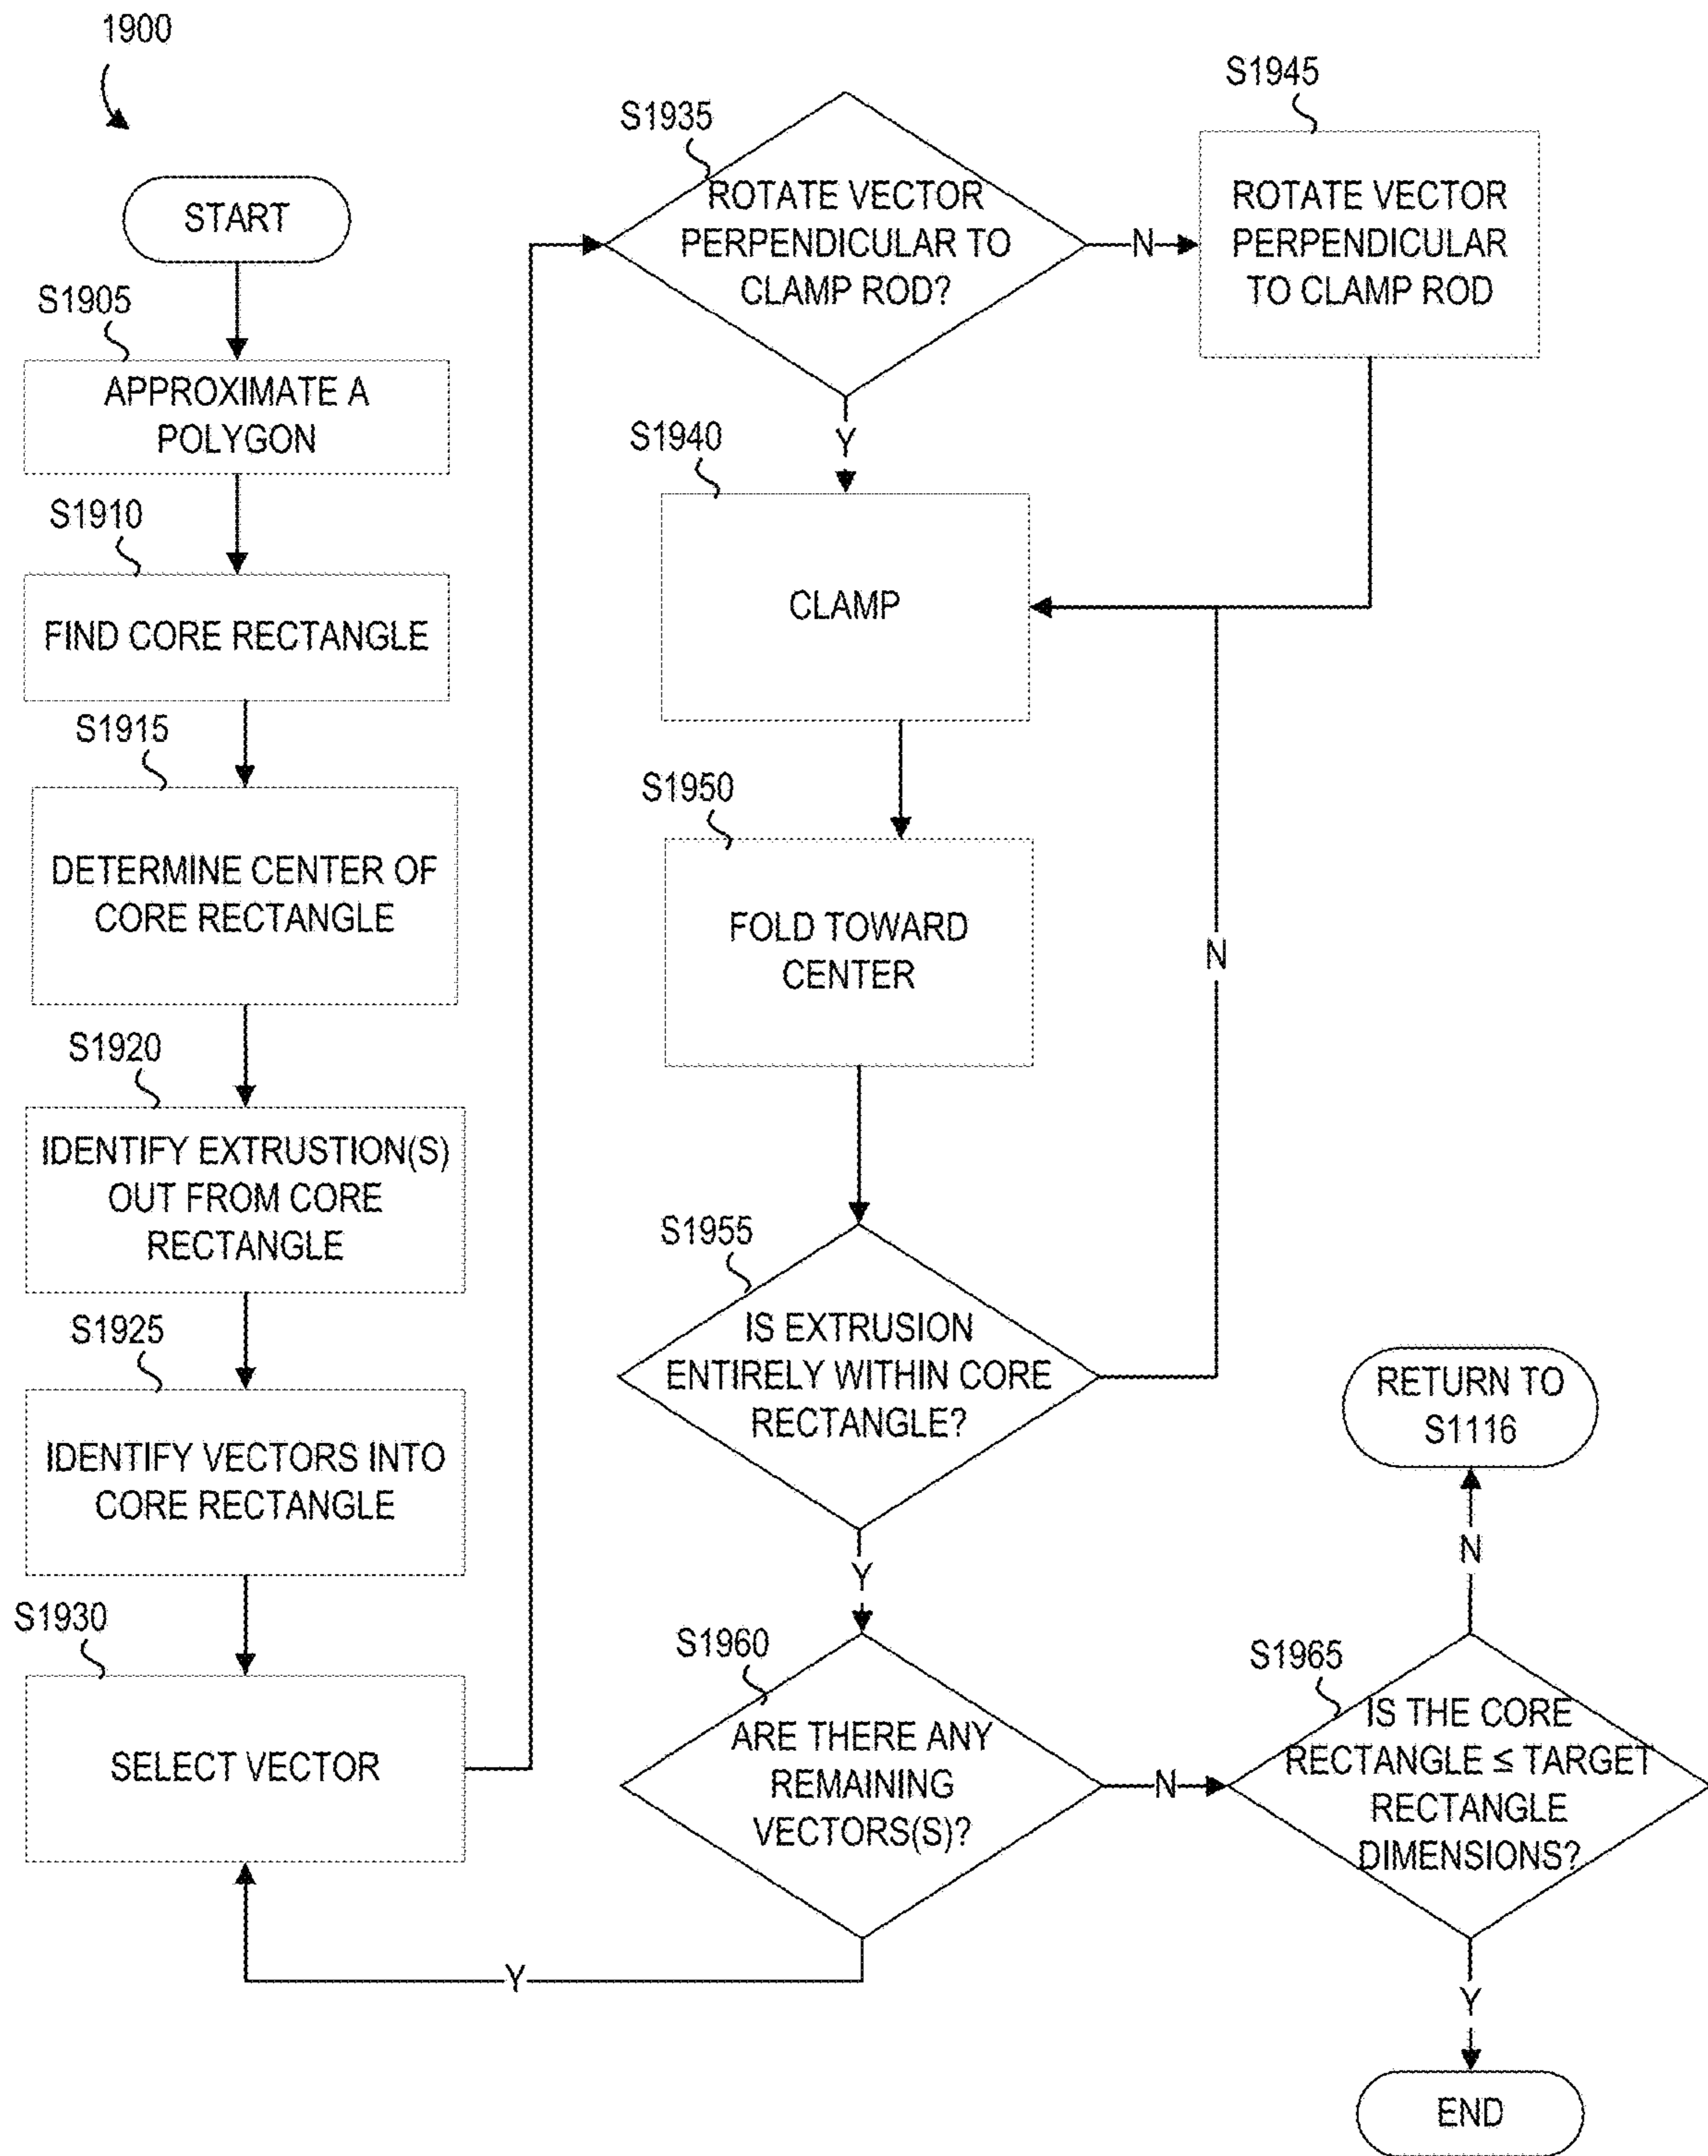 1900
START
S1905
APPROXIMATE A
POLYGON
S1910
FIND CORE RECTANGLE
S1915
DETERMINE CENTER OF
CORE RECTANGLE
S1920
IDENTIFY EXTRUSTION(S)
OUT FROM CORE
RECTANGLE
S1925
IDENTIFY VECTORS INTO
CORE RECTANGLE
S1930
SELECT VECTOR
S1935
ROTATE VECTOR
PERPENDICULAR TO
CLAMP ROD?
N
Y
S1945
ROTATE VECTOR
PERPENDICULAR
TO CLAMP ROD
S1940
CLAMP
S1950
FOLD TOWARD
CENTER
S1955
IS EXTRUSION
ENTIRELY WITHIN CORE
RECTANGLE?
N
Y
S1960
ARE THERE ANY
REMAINING
VECTORS(S)?
Y
N
S1965
IS THE CORE
RECTANGLE ≤ TARGET
RECTANGLE
DIMENSIONS?
N
RETURN TO
S1116
Y
END